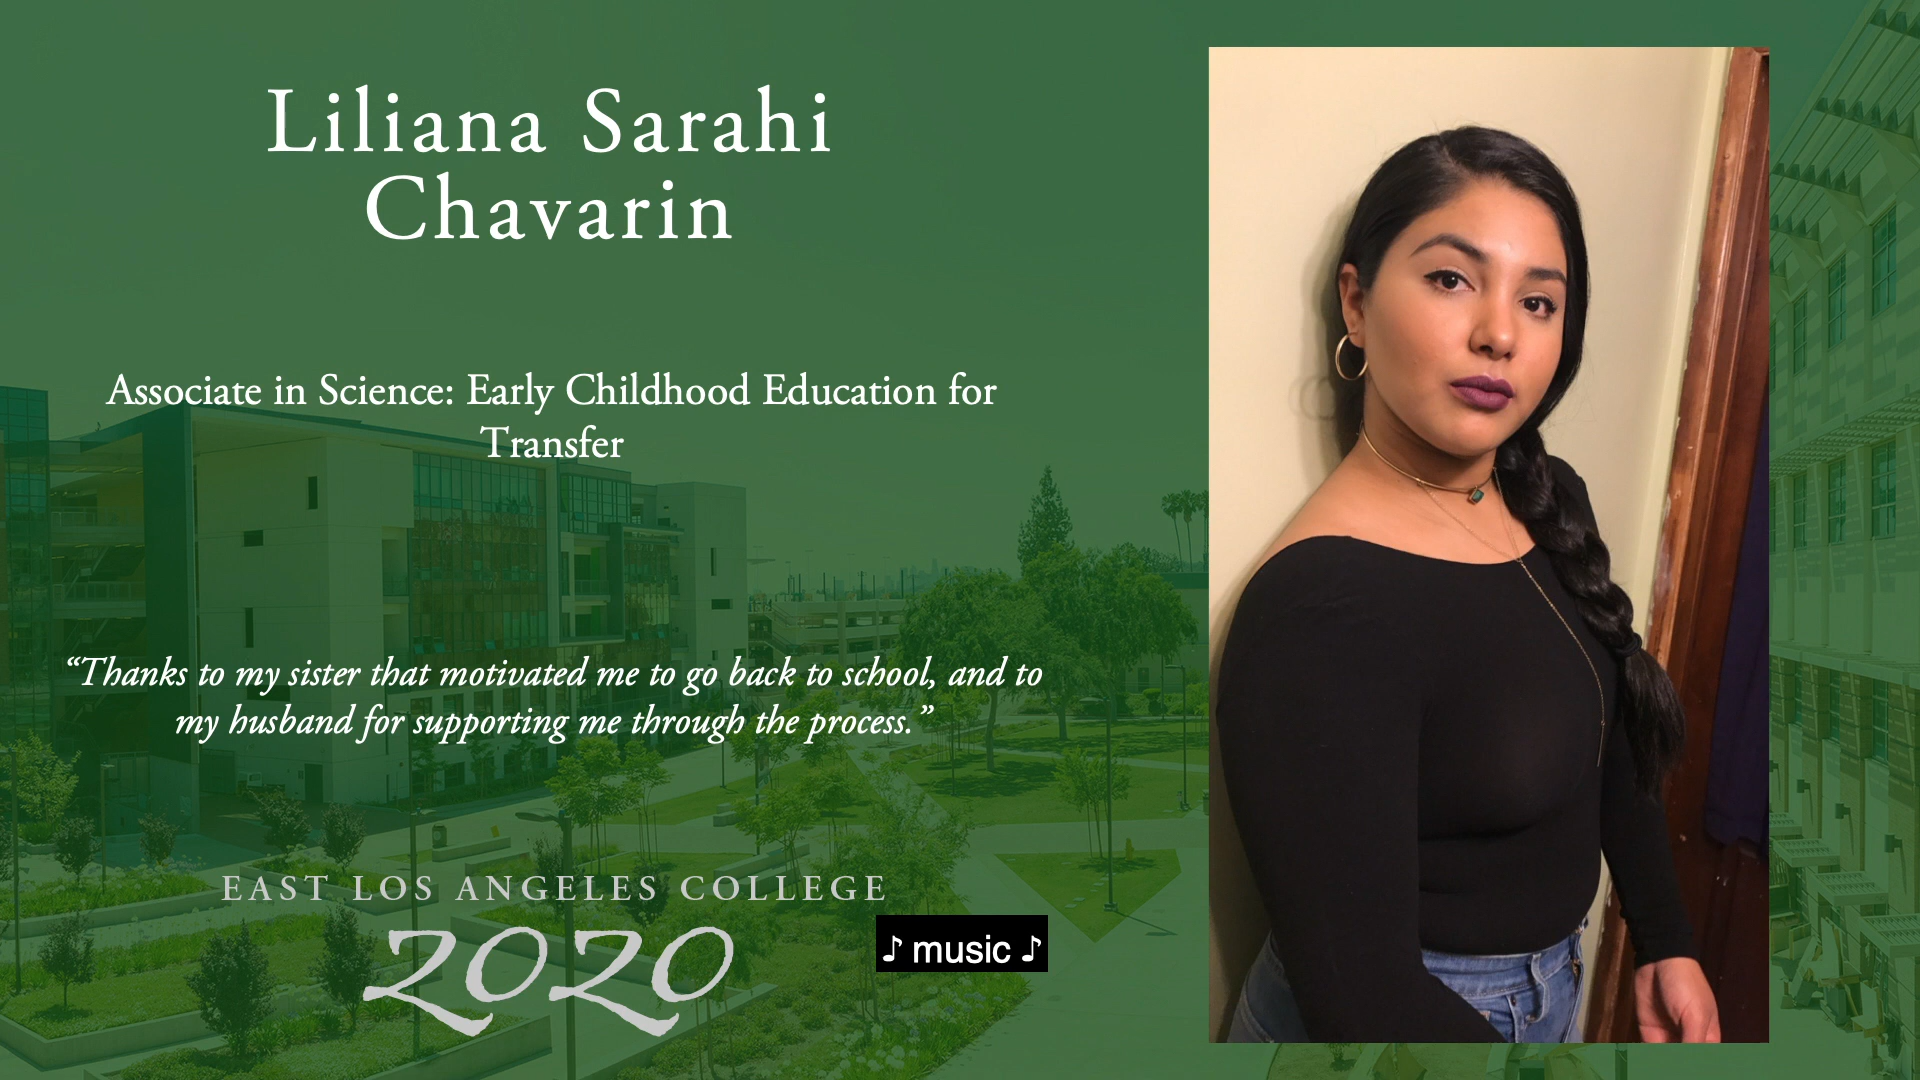 Liliana Sarahi
Chavarin
Associate in Science: Early Childhood Education for
Transfer
“Thanks to my sister that motivated me to go back to school, and to
my husband for supporting me through the process.”
EAST LOS ANGELES COLLEGE
2020
♪ music ♪